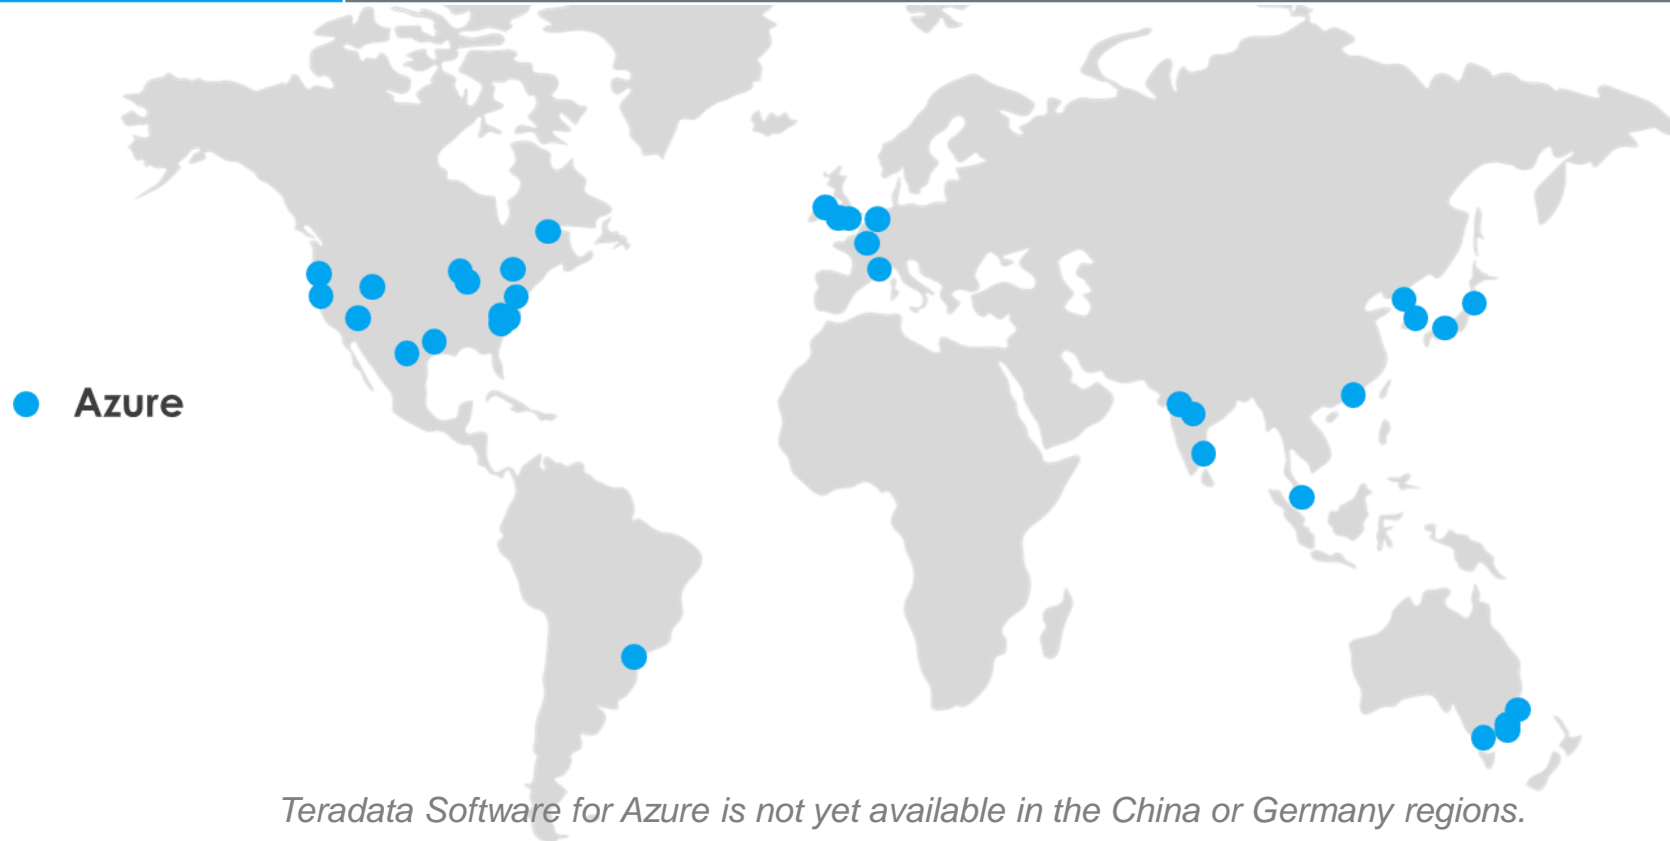 Azure
Teradata Software for Azure is not yet available in the China or Germany regions.